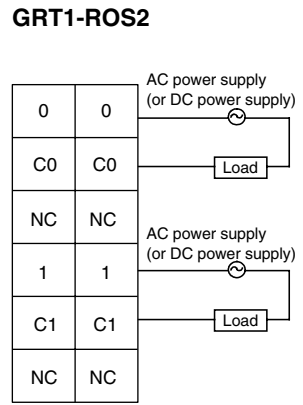 GRT1-ROS2
AC power supply
(or DC power supply)
0 0
C0 C0
Load
NC NC
AC power supply
(or DC power supply)
1 1
C1 C1
Load
NC NC